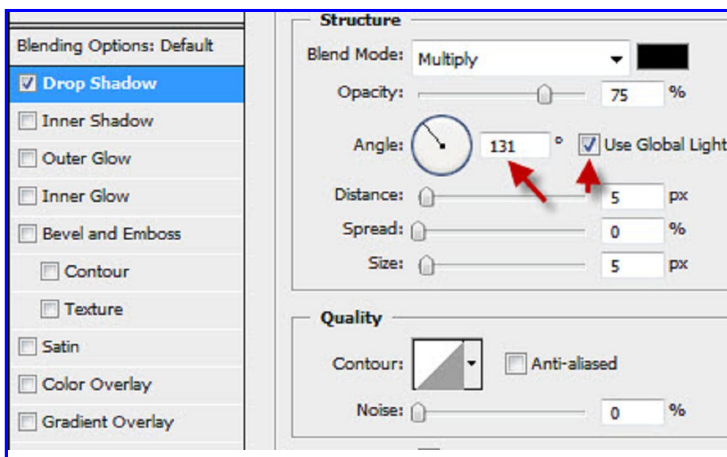 Blending Options: Default
Drop Shadow
Inner Shadow
Outer Glow
Inner Glow
Bevel and Emboss
Contour
Texture
Satin
Color Overlay
Gradient Overlay
Structure
Blend Mode: Multiply
Opacity: 75 %
Angle: 131 ° Use Global Light
Distance: 5 px
Spread: 0 %
Size: 5 px
Quality
Contour: Anti-aliased
Noise: 0 %